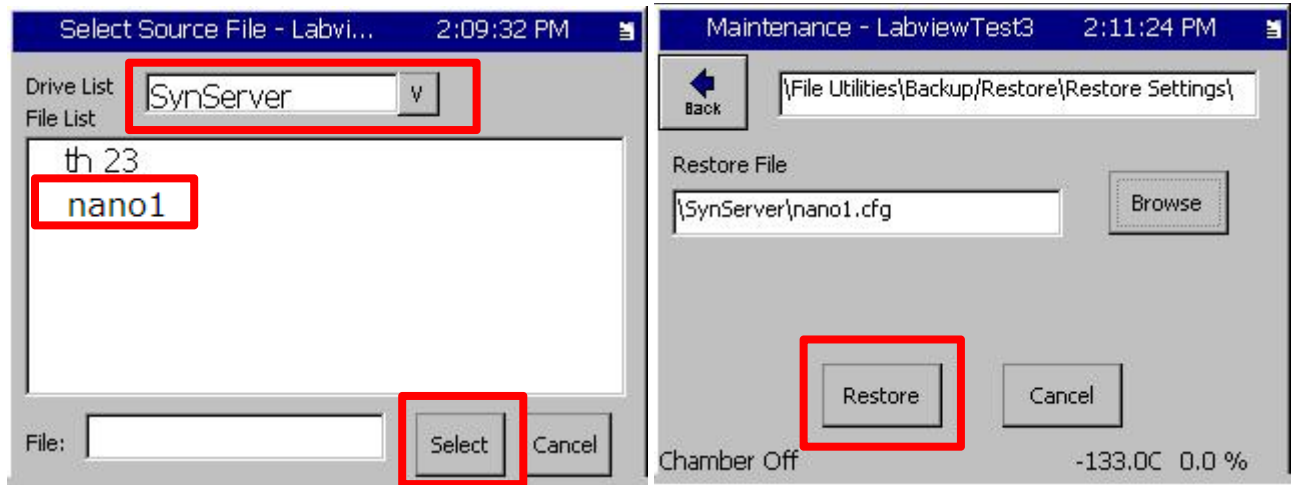 Select Source File - Labvi... 2:09:32 PM
Drive List SynServer V
File List
th 23
nano1
File: Select Cancel
Maintenance - LabviewTest3 2:11:24 PM
Back \File Utilities\Backup/Restore\Restore Settings\
Restore File
\SynServer\nano1.cfg Browse
Restore Cancel
Chamber Off -133.0C 0.0 %